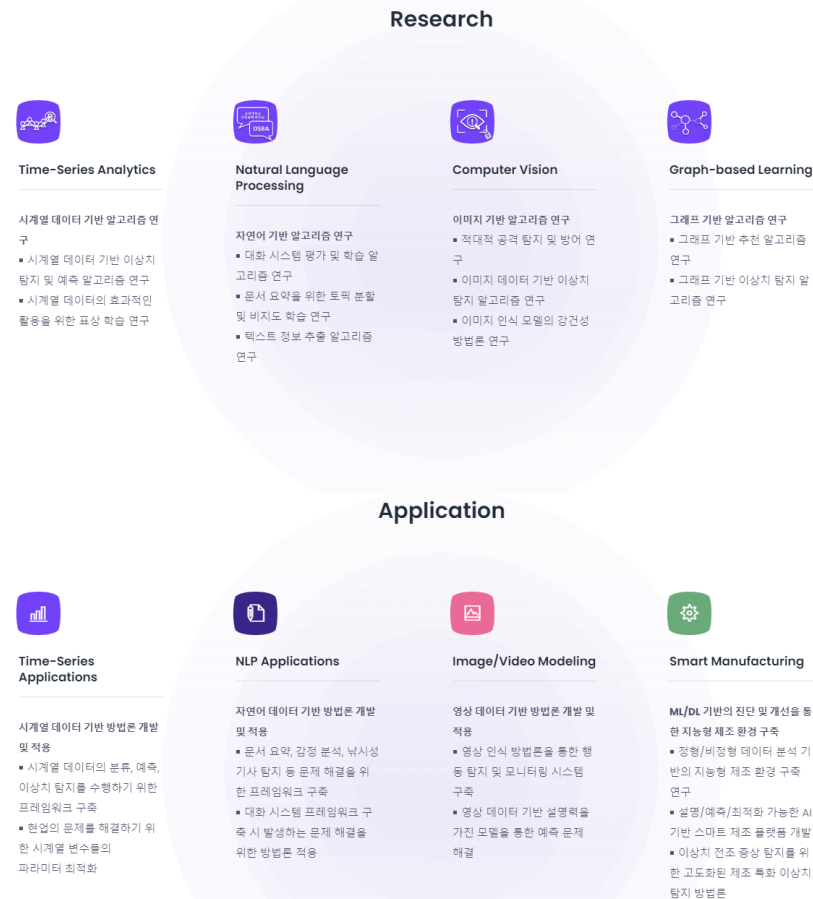 Research
Time-Series Analytics
시계열 데이터 기반 알고리즘 연
구
▪ 시계열 데이터 기반 이상치
탐지 및 예측 알고리즘 연구
▪ 시계열 데이터의 효과적인
활용을 위한 표상 학습 연구
DSBA
Natural Language
Processing
자연어 기반 알고리즘 연구
▪ 대화 시스템 평가 및 학습 알
고리즘 연구
▪ 문서 요약을 위한 토픽 분할
및 비지도 학습 연구
▪ 텍스트 정보 추출 알고리즘
연구
Computer Vision
이미지 기반 알고리즘 연구
▪ 적대적 공격 탐지 및 방어 연
구
▪ 이미지 데이터 기반 이상치
탐지 알고리즘 연구
▪ 이미지 인식 모델의 강건성
방법론 연구
Graph-based Learning
그래프 기반 알고리즘 연구
▪ 그래프 기반 추천 알고리즘
연구
▪ 그래프 기반 이상치 탐지 알
고리즘 연구
Application
Time-Series
Applications
시계열 데이터 기반 방법론 개발
및 적용
▪ 시계열 데이터의 분류, 예측,
이상치 탐지를 수행하기 위한
프레임워크 구축
▪ 현업의 문제를 해결하기 위
한 시계열 변수들의
파라미터 최적화
NLP Applications
자연어 데이터 기반 방법론 개발
및 적용
▪ 문서 요약, 감정 분석, 낚시성
기사 탐지 등 문제 해결을 위
한 프레임워크 구축
▪ 대화 시스템 프레임워크 구
축 시 발생하는 문제 해결을
위한 방법론 적용
Image/Video Modeling
영상 데이터 기반 방법론 개발 및
적용
▪ 영상 인식 방법론을 통한 행
동 탐지 및 모니터링 시스템
구축
▪ 영상 데이터 기반 설명력을
가진 모델을 통한 예측 문제
해결
Smart Manufacturing
ML/DL 기반의 진단 및 개선을 통
한 지능형 제조 환경 구축
▪ 정형/비정형 데이터 분석 기
반의 지능형 제조 환경 구축
연구
▪ 설명/예측/최적화 가능한 AI
기반 스마트 제조 플랫폼 개발
▪ 이상치 전조 증상 탐지를 위
한 고도화된 제조 특화 이상치
탐지 방법론